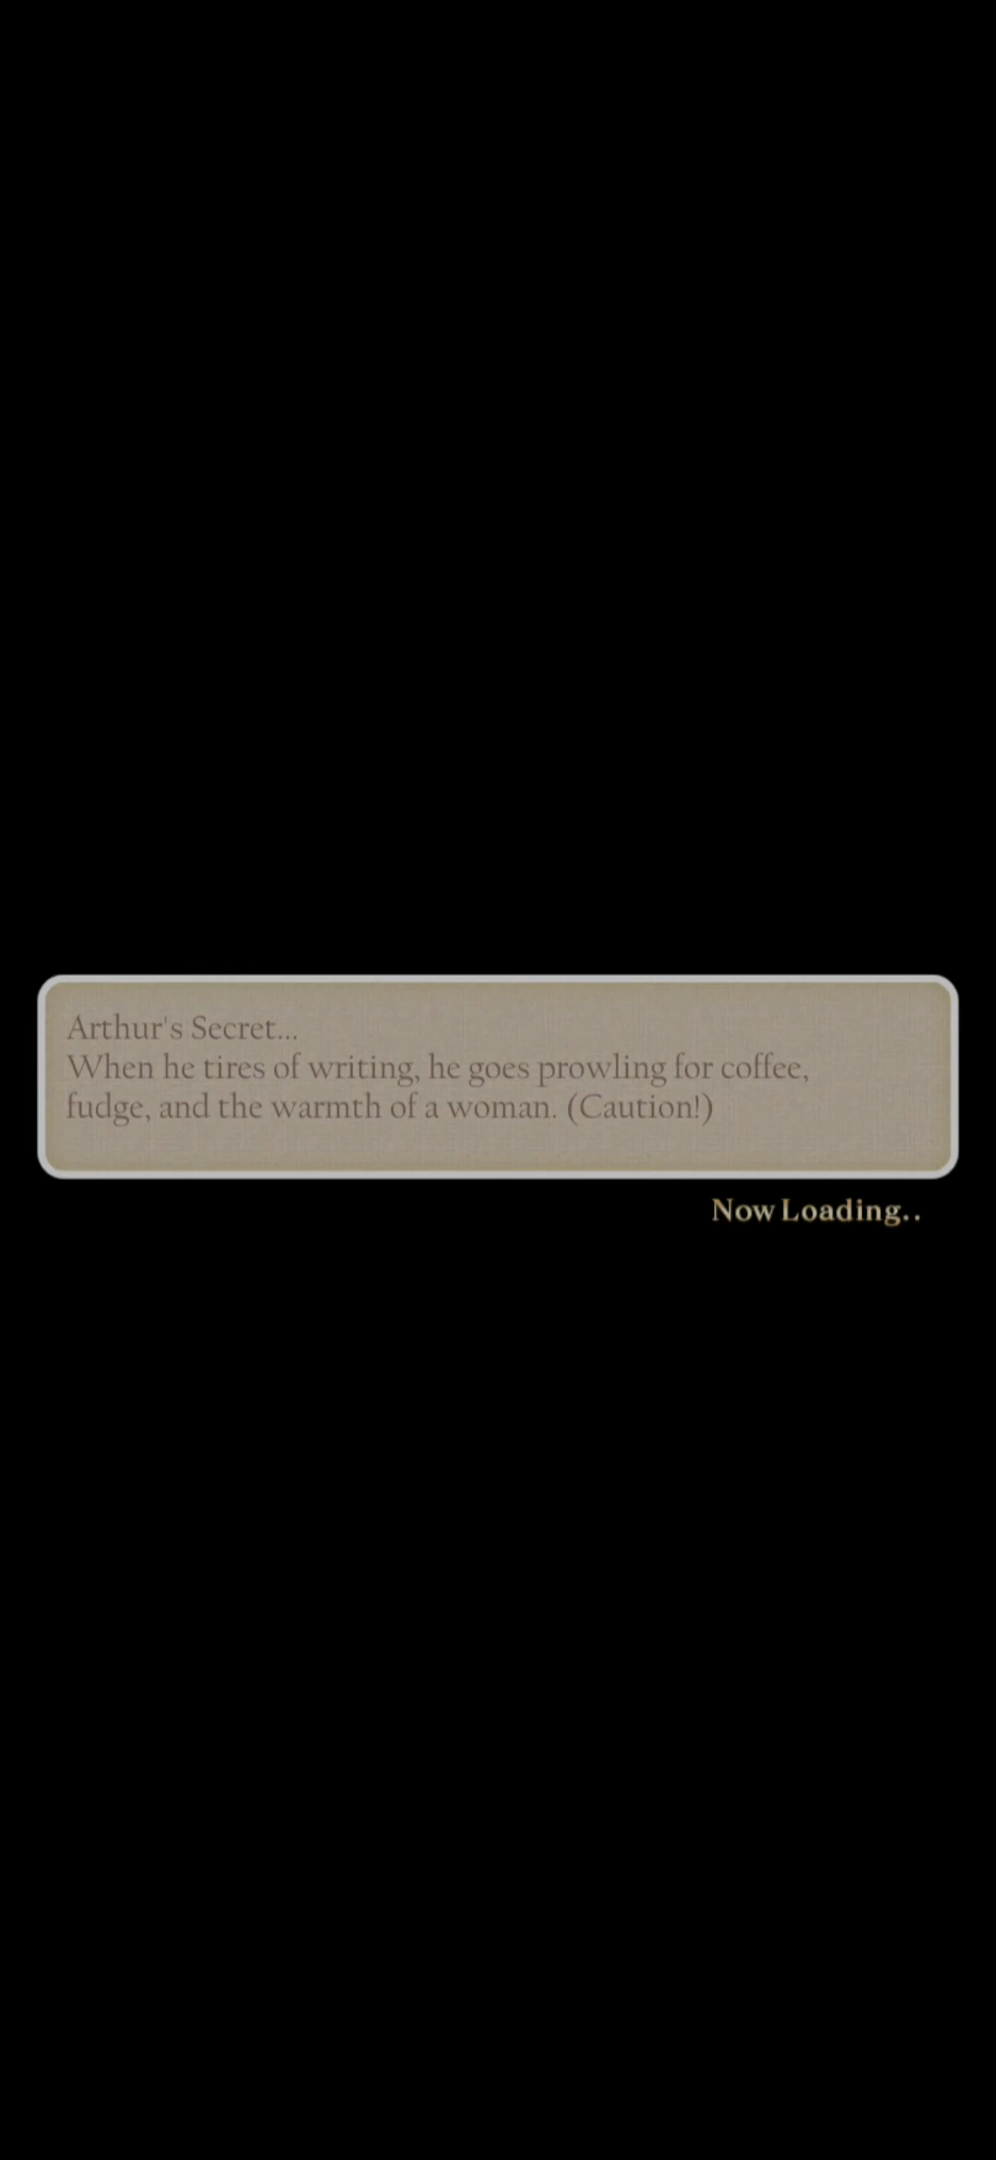 Arthur's Secret...
When he tires of writing, he goes prowling for coffee,
fudge, and the warmth of a woman. (Caution!)
Now Loading..